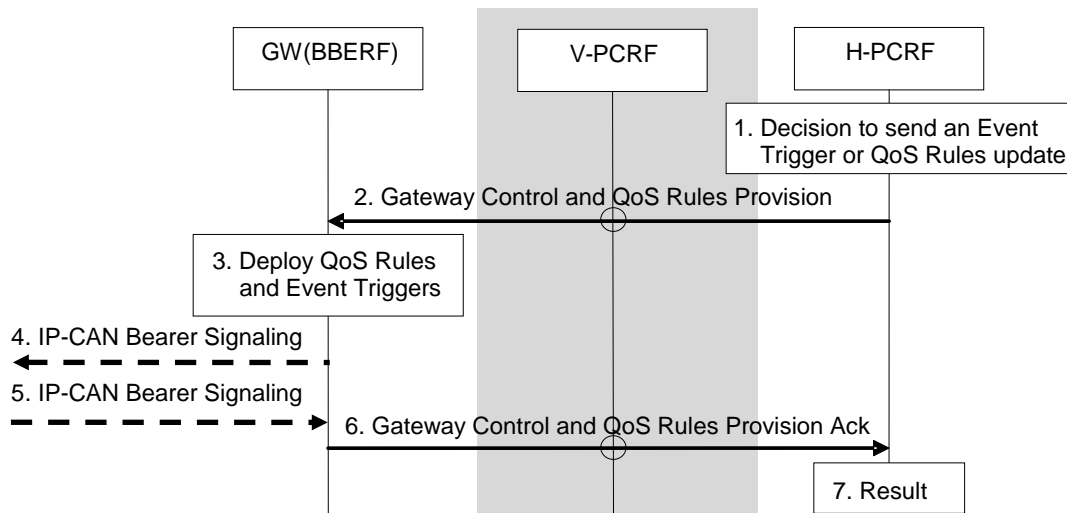 GW(BBERF)
V-PCRF
H-PCRF
1. Decision to send an Event
Trigger or QoS Rules update
2. Gateway Control and QoS Rules Provision
3. Deploy QoS Rules
and Event Triggers
4. IP-CAN Bearer Signaling
5. IP-CAN Bearer Signaling
6. Gateway Control and QoS Rules Provision Ack
7. Result